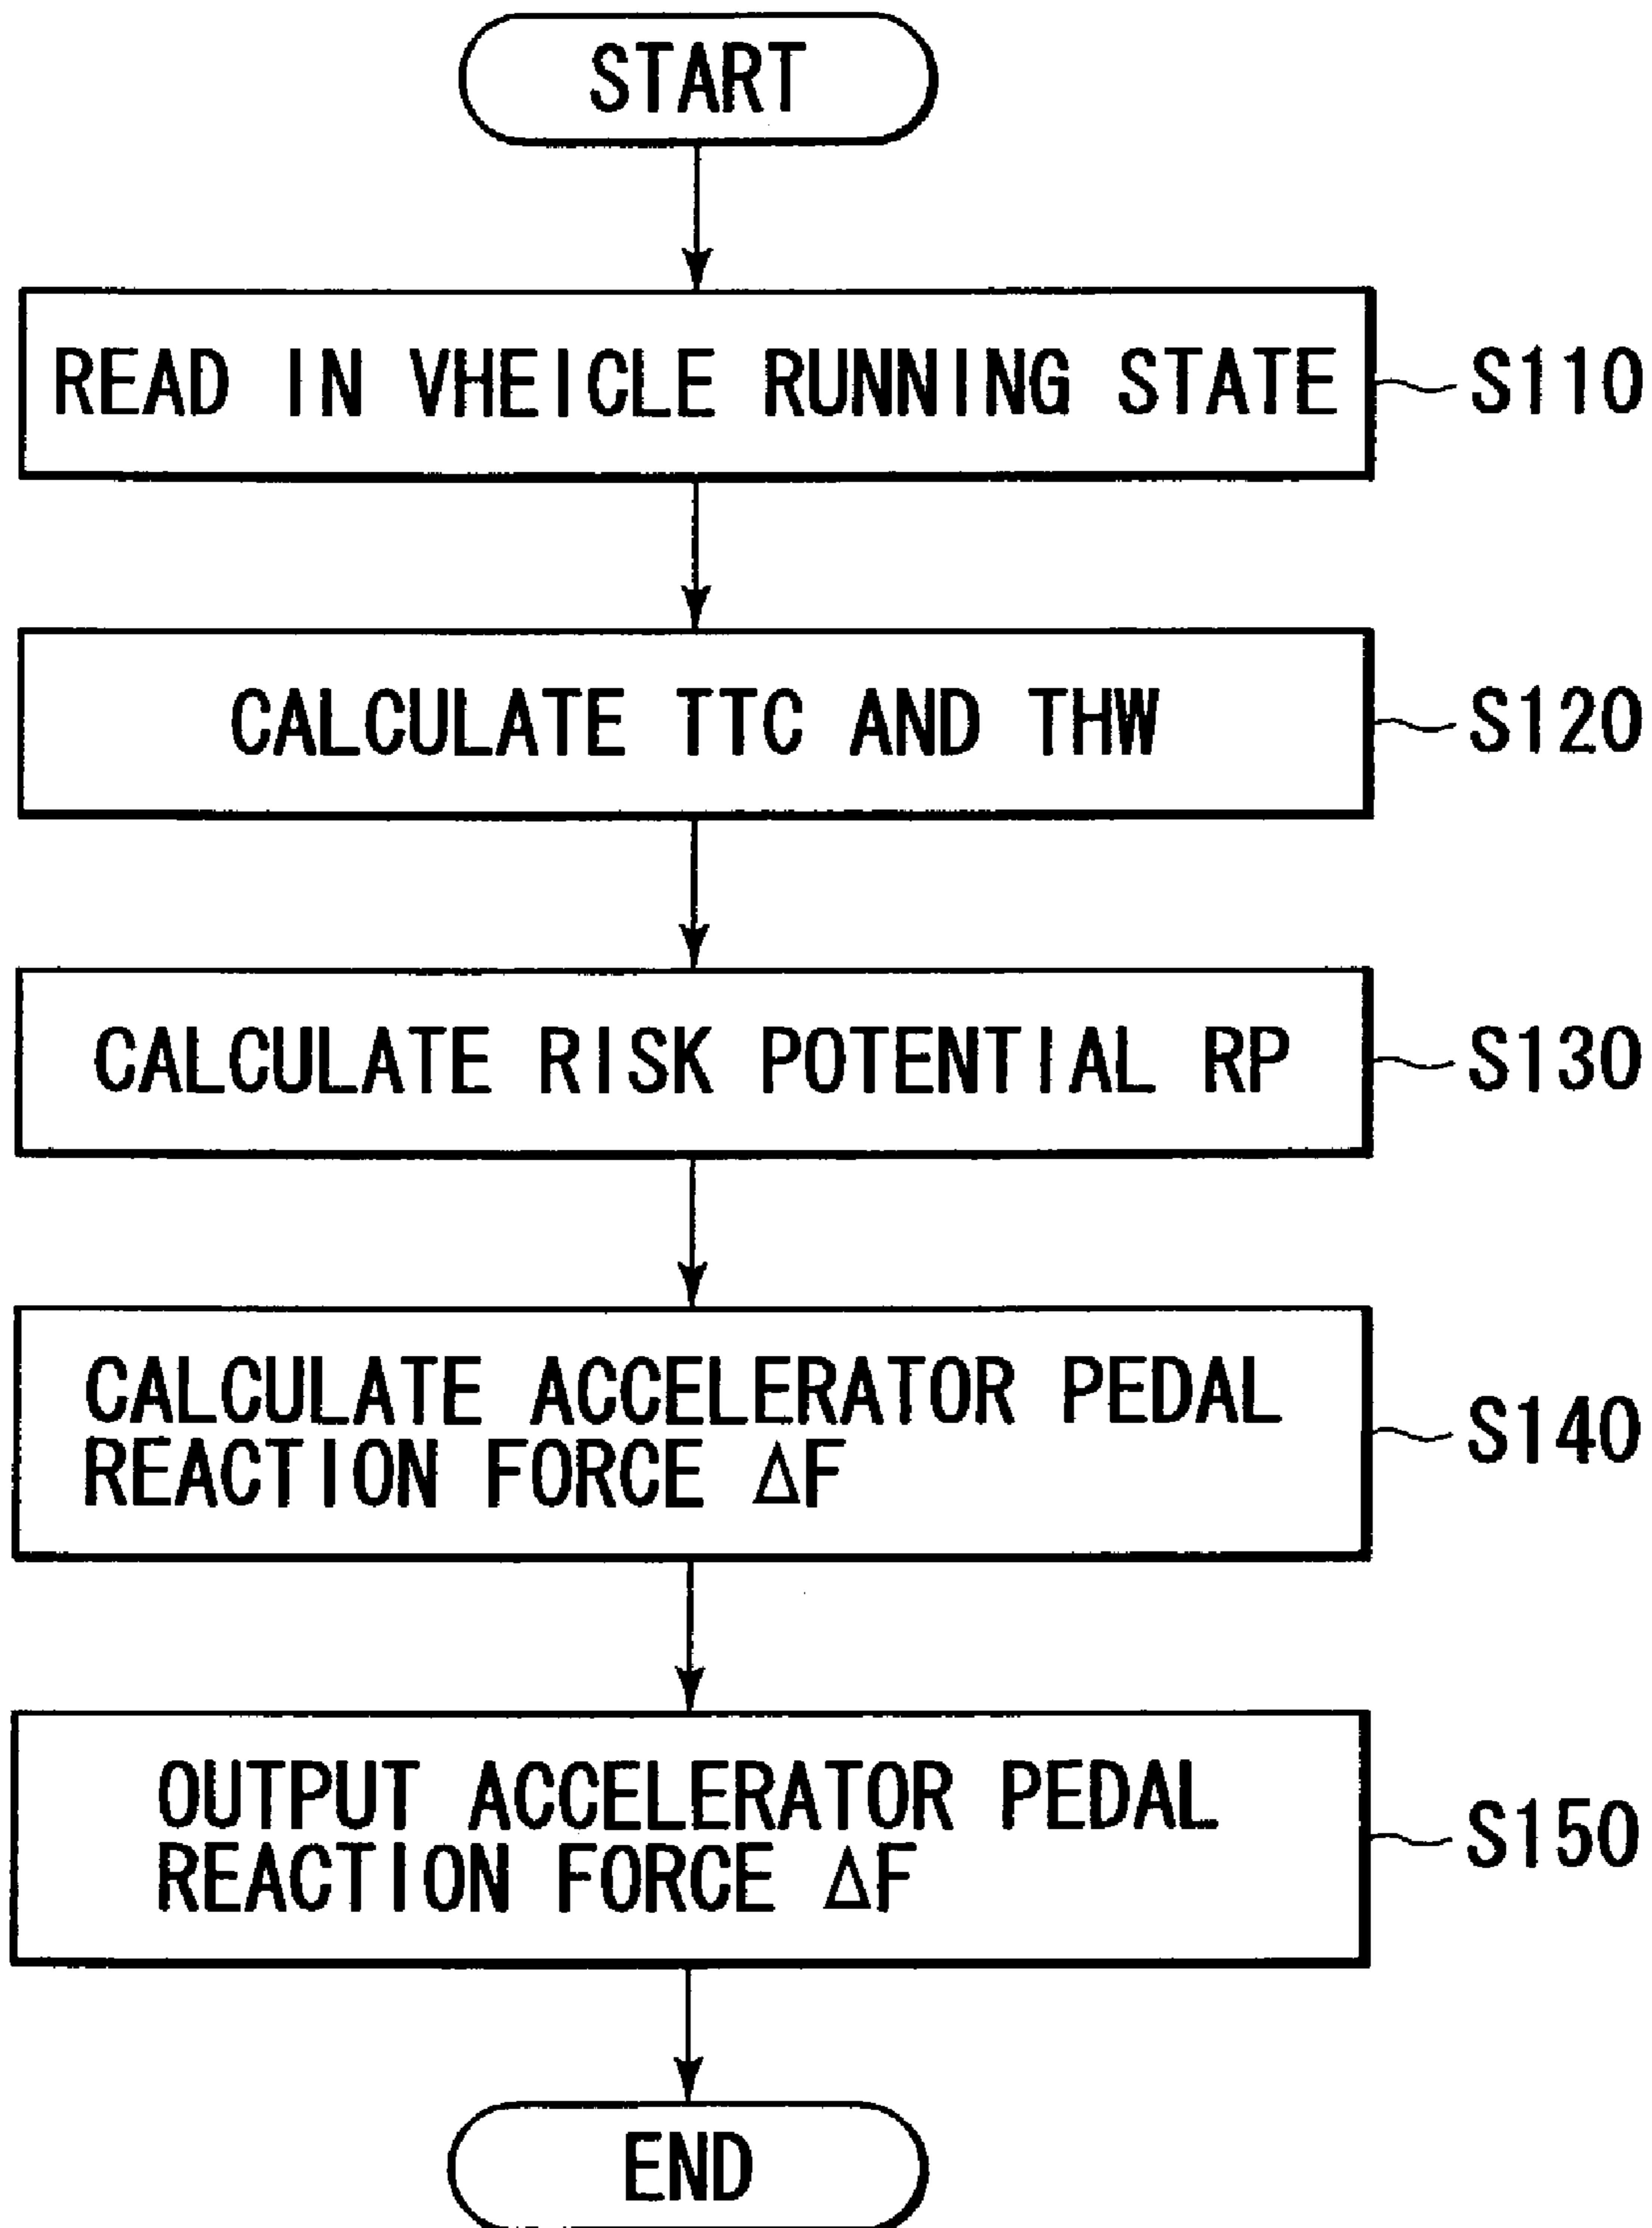 START
READ IN VHEICLE RUNNING STATE
S110
CALCULATE TTC AND THW
S120
CALCULATE RISK POTENTIAL RP
S130
CALCULATE ACCELERATOR PEDAL
REACTION FORCE ΔF
S140
OUTPUT ACCELERATOR PEDAL
REACTION FORCE ΔF
S150
END